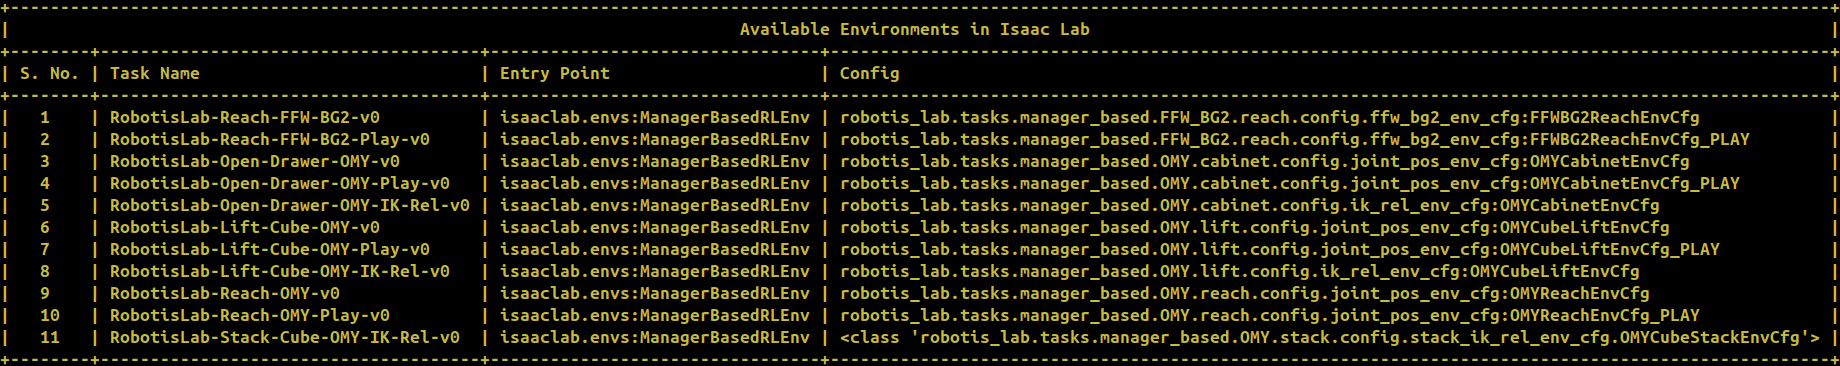 Available Environments in Isaac Lab
| S. No. | Task Name | Entry Point | Config |
| 1 | RobotisLab-Reach-FFW-BG2-v0 | isaaclab.envs:ManagerBasedRLEnv | robotis_lab.tasks.manager_based.FFW_BG2.reach.config.ffw_bg2_env_cfg:FFWBG2ReachEnvCfg |
| 2 | RobotisLab-Reach-FFW-BG2-Play-v0 | isaaclab.envs:ManagerBasedRLEnv | robotis_lab.tasks.manager_based.FFW_BG2.reach.config.ffw_bg2_env_cfg:FFWBG2ReachEnvCfg_PLAY |
| 3 | RobotisLab-Open-Drawer-OMY-v0 | isaaclab.envs:ManagerBasedRLEnv | robotis_lab.tasks.manager_based.OMY.cabinet.config.joint_pos_env_cfg:OMYCabinetEnvCfg |
| 4 | RobotisLab-Open-Drawer-OMY-Play-v0 | isaaclab.envs:ManagerBasedRLEnv | robotis_lab.tasks.manager_based.OMY.cabinet.config.joint_pos_env_cfg:OMYCabinetEnvCfg_PLAY |
| 5 | RobotisLab-Open-Drawer-OMY-IK-Rel-v0 | isaaclab.envs:ManagerBasedRLEnv | robotis_lab.tasks.manager_based.OMY.cabinet.config.ik_rel_env_cfg:OMYCabinetEnvCfg |
| 6 | RobotisLab-Lift-Cube-OMY-v0 | isaaclab.envs:ManagerBasedRLEnv | robotis_lab.tasks.manager_based.OMY.lift.config.joint_pos_env_cfg:OMYCubeLiftEnvCfg |
| 7 | RobotisLab-Lift-Cube-OMY-Play-v0 | isaaclab.envs:ManagerBasedRLEnv | robotis_lab.tasks.manager_based.OMY.lift.config.joint_pos_env_cfg:OMYCubeLiftEnvCfg_PLAY |
| 8 | RobotisLab-Lift-Cube-OMY-IK-Rel-v0 | isaaclab.envs:ManagerBasedRLEnv | robotis_lab.tasks.manager_based.OMY.lift.config.ik_rel_env_cfg:OMYCubeLiftEnvCfg |
| 9 | RobotisLab-Reach-OMY-v0 | isaaclab.envs:ManagerBasedRLEnv | robotis_lab.tasks.manager_based.OMY.reach.config.joint_pos_env_cfg:OMYReachEnvCfg |
| 10 | RobotisLab-Reach-OMY-Play-v0 | isaaclab.envs:ManagerBasedRLEnv | robotis_lab.tasks.manager_based.OMY.reach.config.joint_pos_env_cfg:OMYReachEnvCfg_PLAY |
| 11 | RobotisLab-Stack-Cube-OMY-IK-Rel-v0 | isaaclab.envs:ManagerBasedRLEnv | <class 'robotis_lab.tasks.manager_based.OMY.stack.config.stack_ik_rel_env_cfg.OMYCubeStackEnvCfg'> |